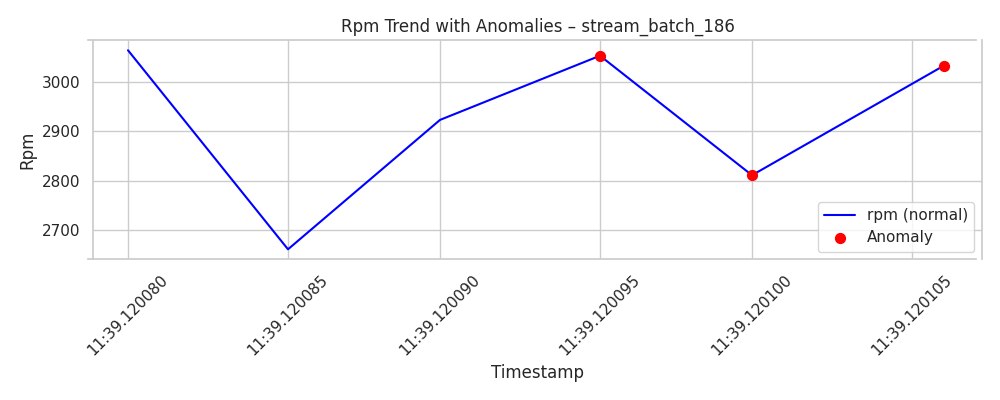 Rpm Trend with Anomalies – stream_batch_186
Rpm
3000
2900
2800
2700
rpm (normal)
Anomaly
11:39.120080
11:39.120085
11:39.120090
11:39.120095
11:39.120100
11:39.120105
Timestamp